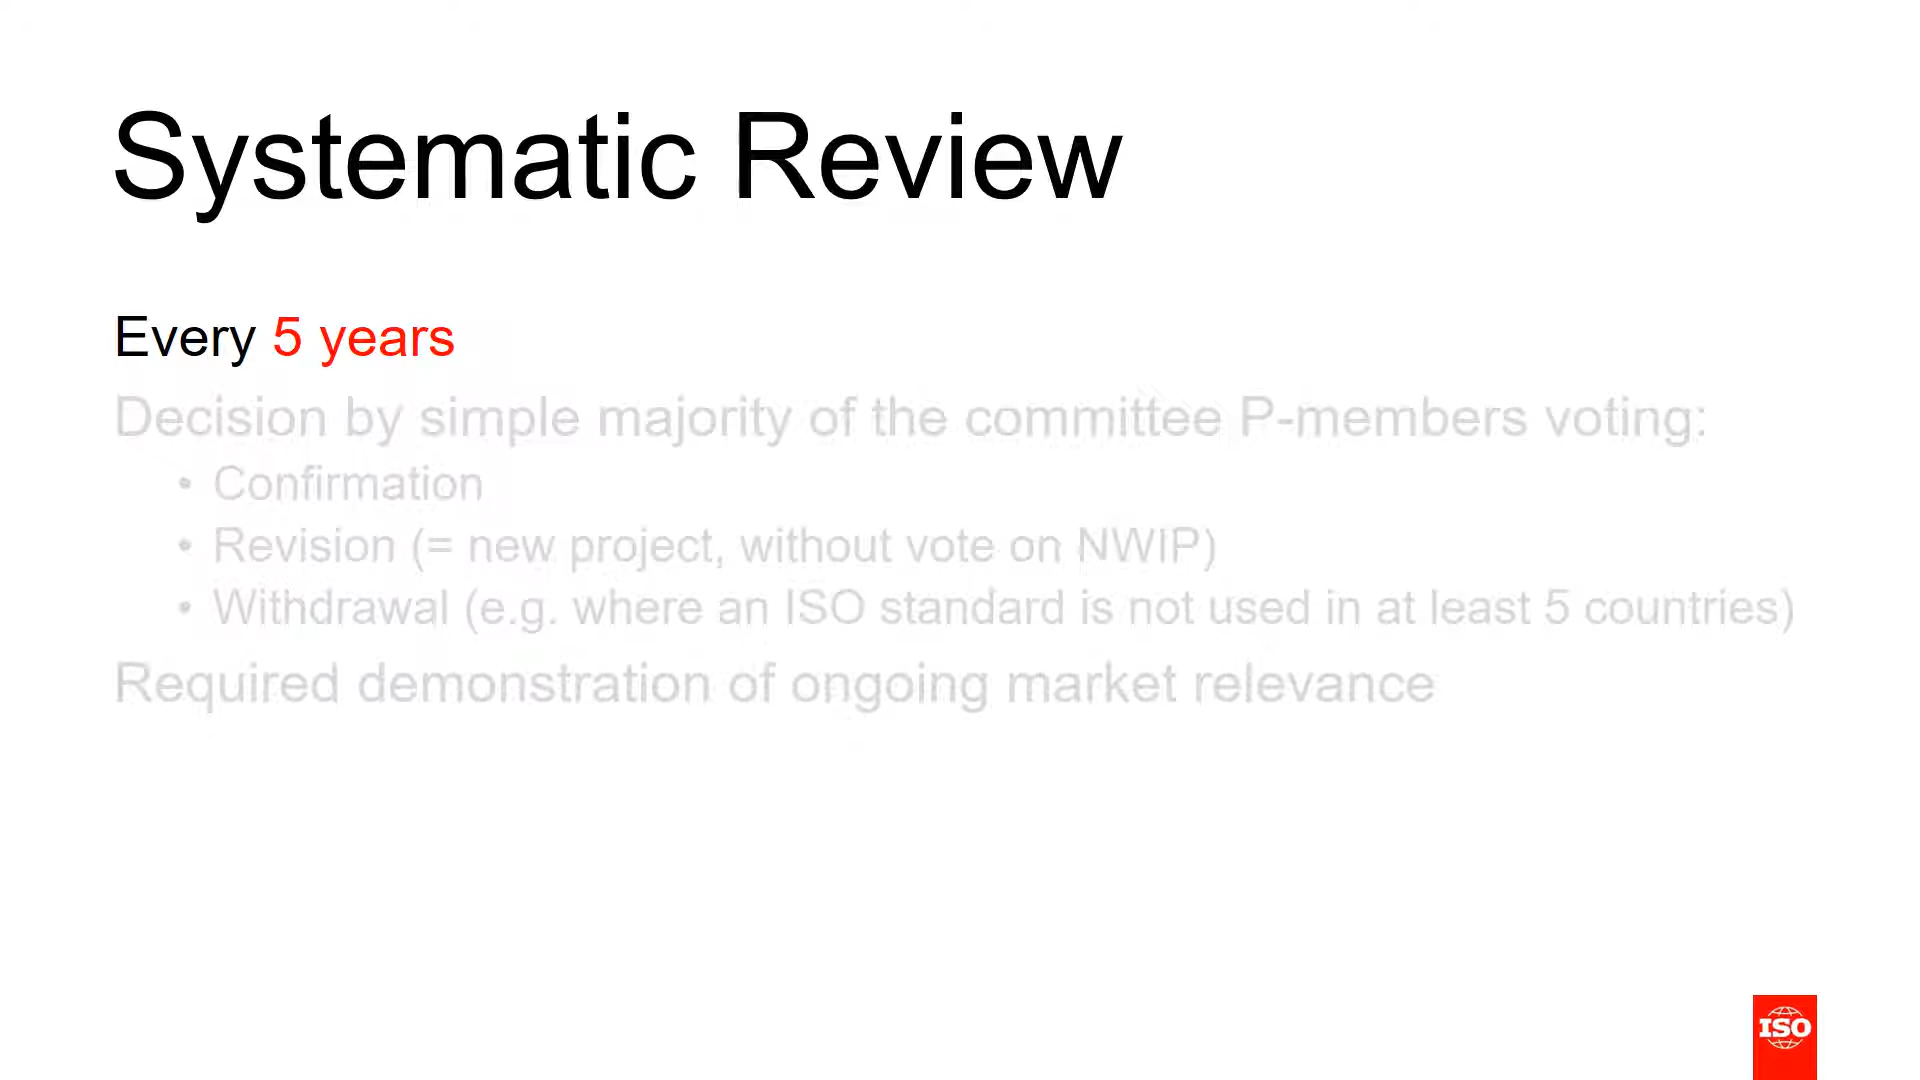 Systematic Review
Every 5 years
Decision by simple majority of the committee P-members voting:
• Confirmation
• Revision (= new project, without vote on NWIP)
• Withdrawal (e.g. where an ISO standard is not used in at least 5 countries)
Required demonstration of ongoing market relevance
ISO